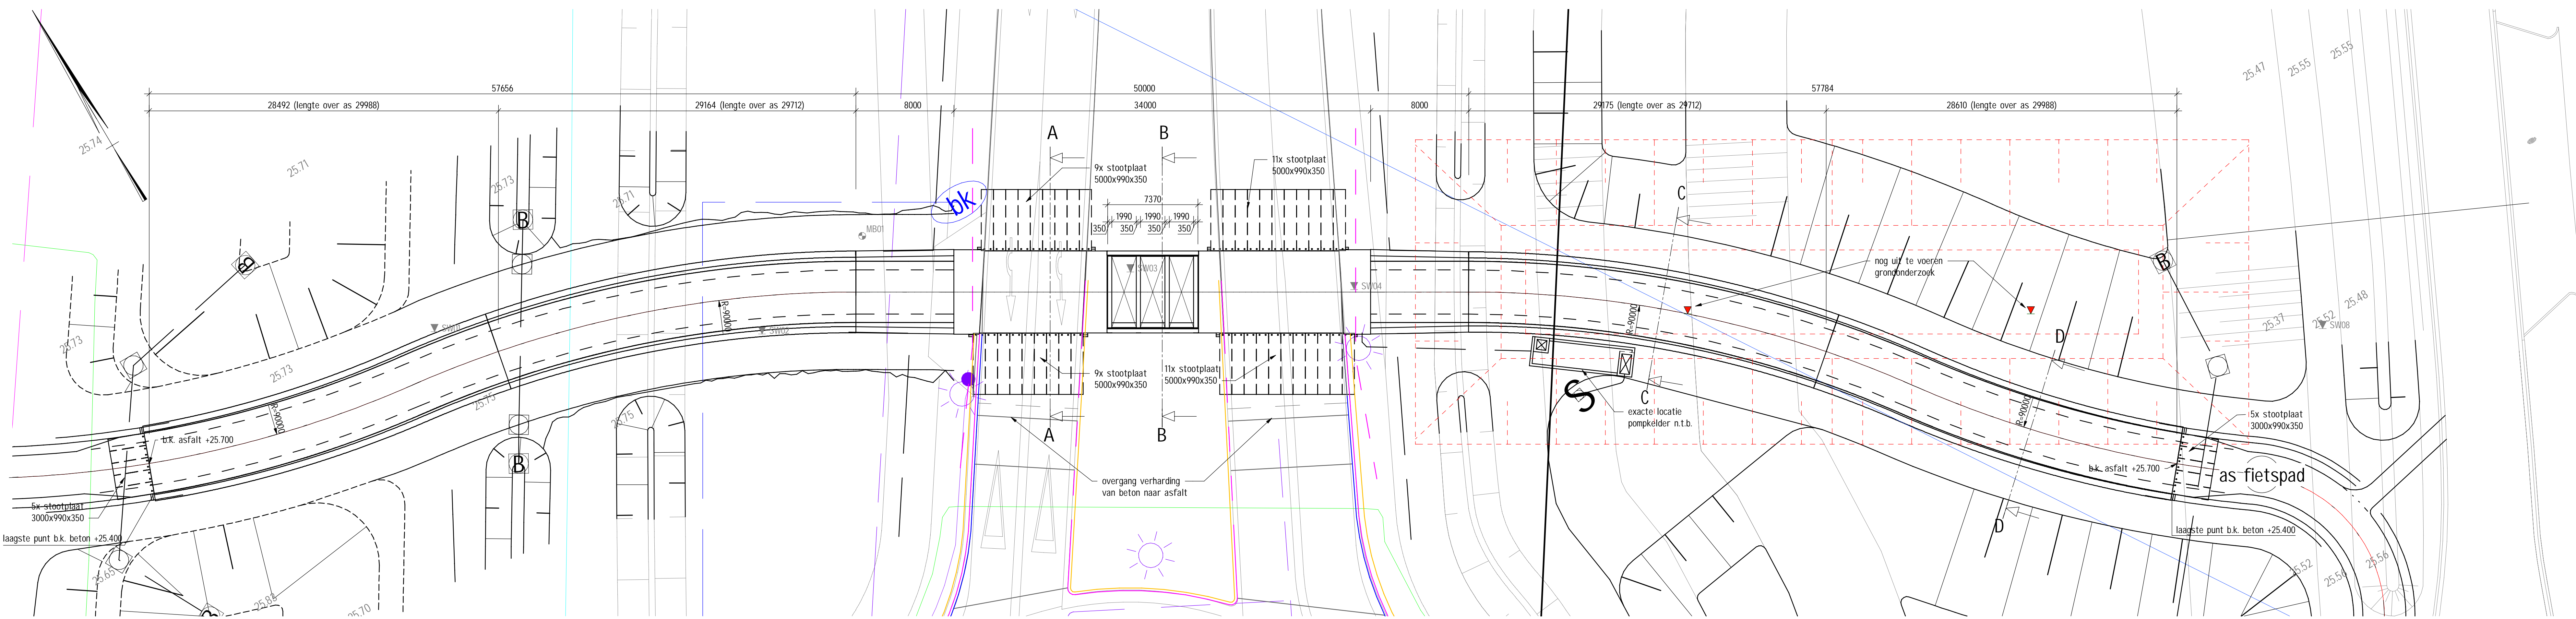 57656
50000
57784
28492 (lengte over as 29988)
29164 (lengte over as 29712)
8000
34000
8000
29175 (lengte over as 29712)
28610 (lengte over as 29988)
25.47
25.55
25.55
25.74
25.71
25.73
25.71
A
B
9x stootplaat
5000x990x350
11x stootplaat
5000x990x350
7370
1990
1990
1990
350
350
350
350
bk
MB01
B
B
C
B
SW03
SW04
nog uit te voeren
grondonderzoek
25.48
25.37
25.52
SW08
SW02
R=90000
R=90000
25.73
25.73
25.75
25.75
D
9x stootplaat
5000x990x350
11x stootplaat
5000x990x350
C
S
exacte locatie
pompkelder n.t.b.
R=90000
R=90000
5x stootplaat
3000x990x350
b.k. asfalt +25.700
A
B
B
b.k. asfalt +25.700
as fietspad
overgang verharding
van beton naar asfalt
5x stootplaat
3000x990x350
D
laagste punt b.k. beton +25.400
laagste punt b.k. beton +25.400
25.65
25.83
25.70
25.52
25.56
25.56